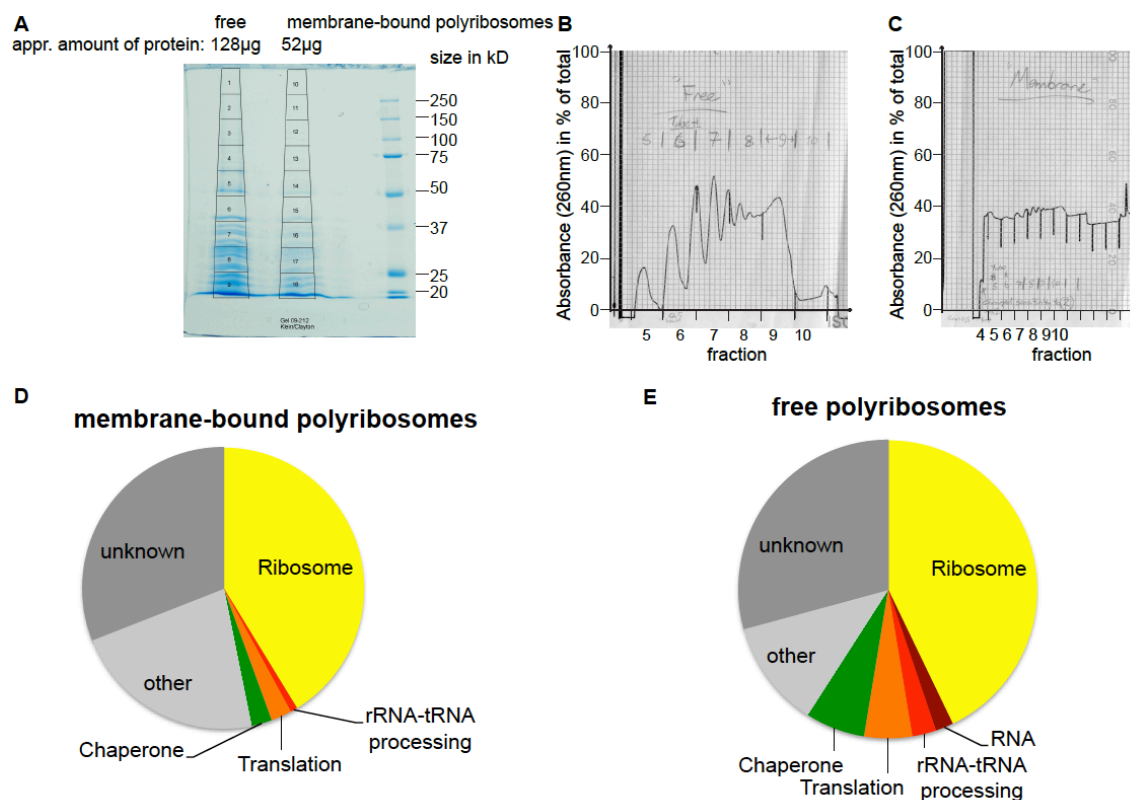 A
free
membrane-bound polyribosomes
appr. amount of protein: 128µg
52µg
size in kD
1
2
3
4
5
6
7
8
9
10
11
12
13
14
15
16
17
18
250
150
100
75
50
37
25
20
Gel 09-212
Klein/Clayton
B
Absorbance (260nm) in % of total
100
80
60
40
20
0
"Free"
5 | 6 | 7 | 8 | ←9→ | 10 |
5 6 7 8 9 10
fraction
C
Absorbance (260nm) in % of total
100
80
60
40
20
0
"Membrane"
4 5 6 7 8 9 10
fraction
D
membrane-bound polyribosomes
unknown
Ribosome
other
Chaperone
Translation
rRNA-tRNA
processing
E
free polyribosomes
unknown
Ribosome
other
Chaperone
Translation
rRNA-tRNA
processing
RNA